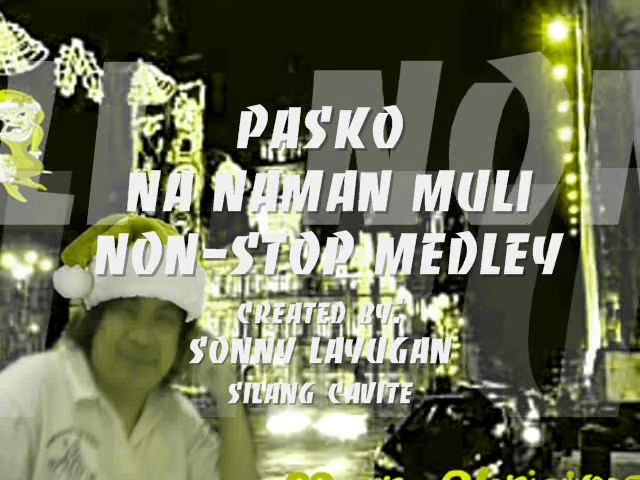 PASKO
NA NAMAN MULI
NON-STOP MEDLEY
CREATED BY:
SONNY LAYUGAN
SILANG CAVITE